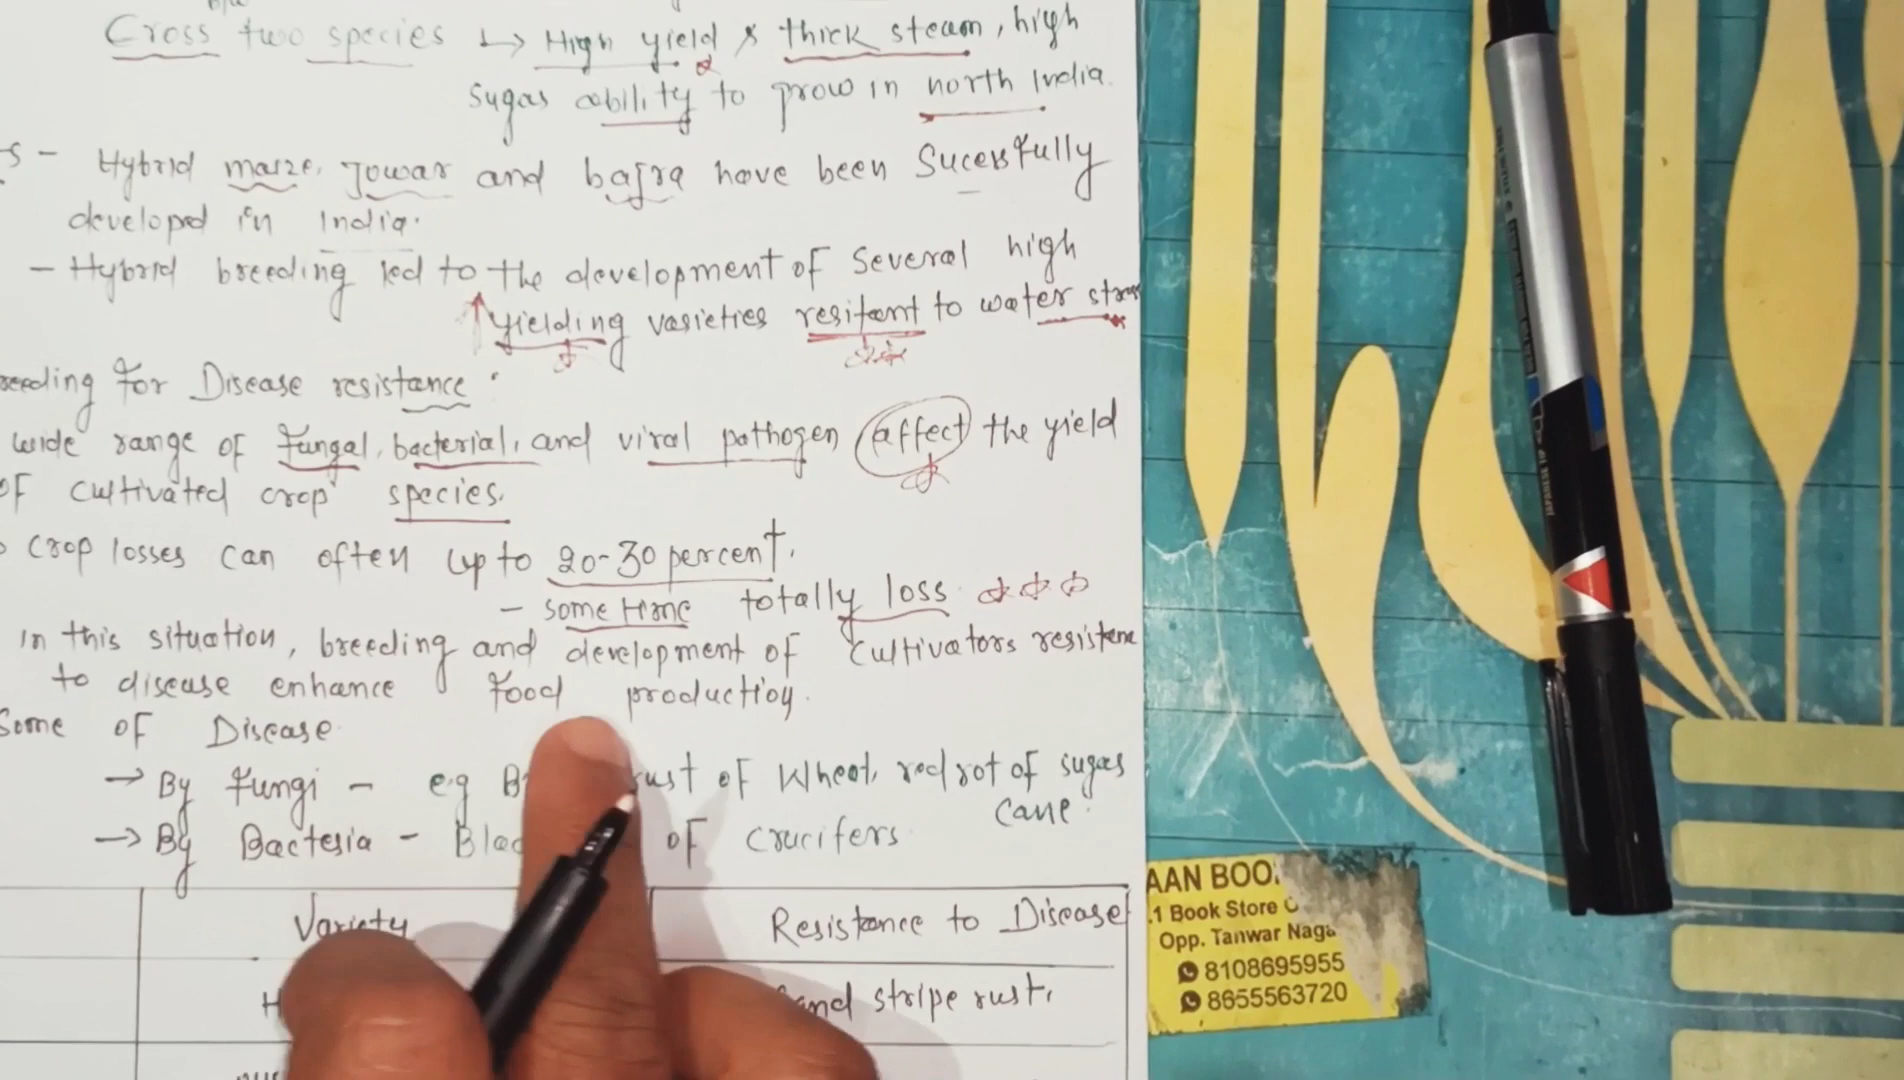 Cross two species ↳ High yield & thick steam, high
sugar ability to grow in north India.
s - Hybrid maize, Jowar and bajra have been Sucessfully
developed in India.
- Hybrid breeding led to the development of several high
↑ yielding varieties resitant to water stress
reeding for Disease resistance :
wide range of fungal, bacterial, and viral pathogen affect the yield
of cultivated crop species.
Crop losses can often up to 20-30 percent.
- some time totally loss
In this situation, breeding and development of cultivators resistene
to disease enhance food production.
Some of Disease
→ By Fungi - e.g rust of wheat, red rot of sugar
cane.
→ By Bacteria - of crucifers
Variety Resistance to Disease
and stripe rust,
AAN BOO
.1 Book Store
Opp. Tanwar Naga
8108695955
8655563720